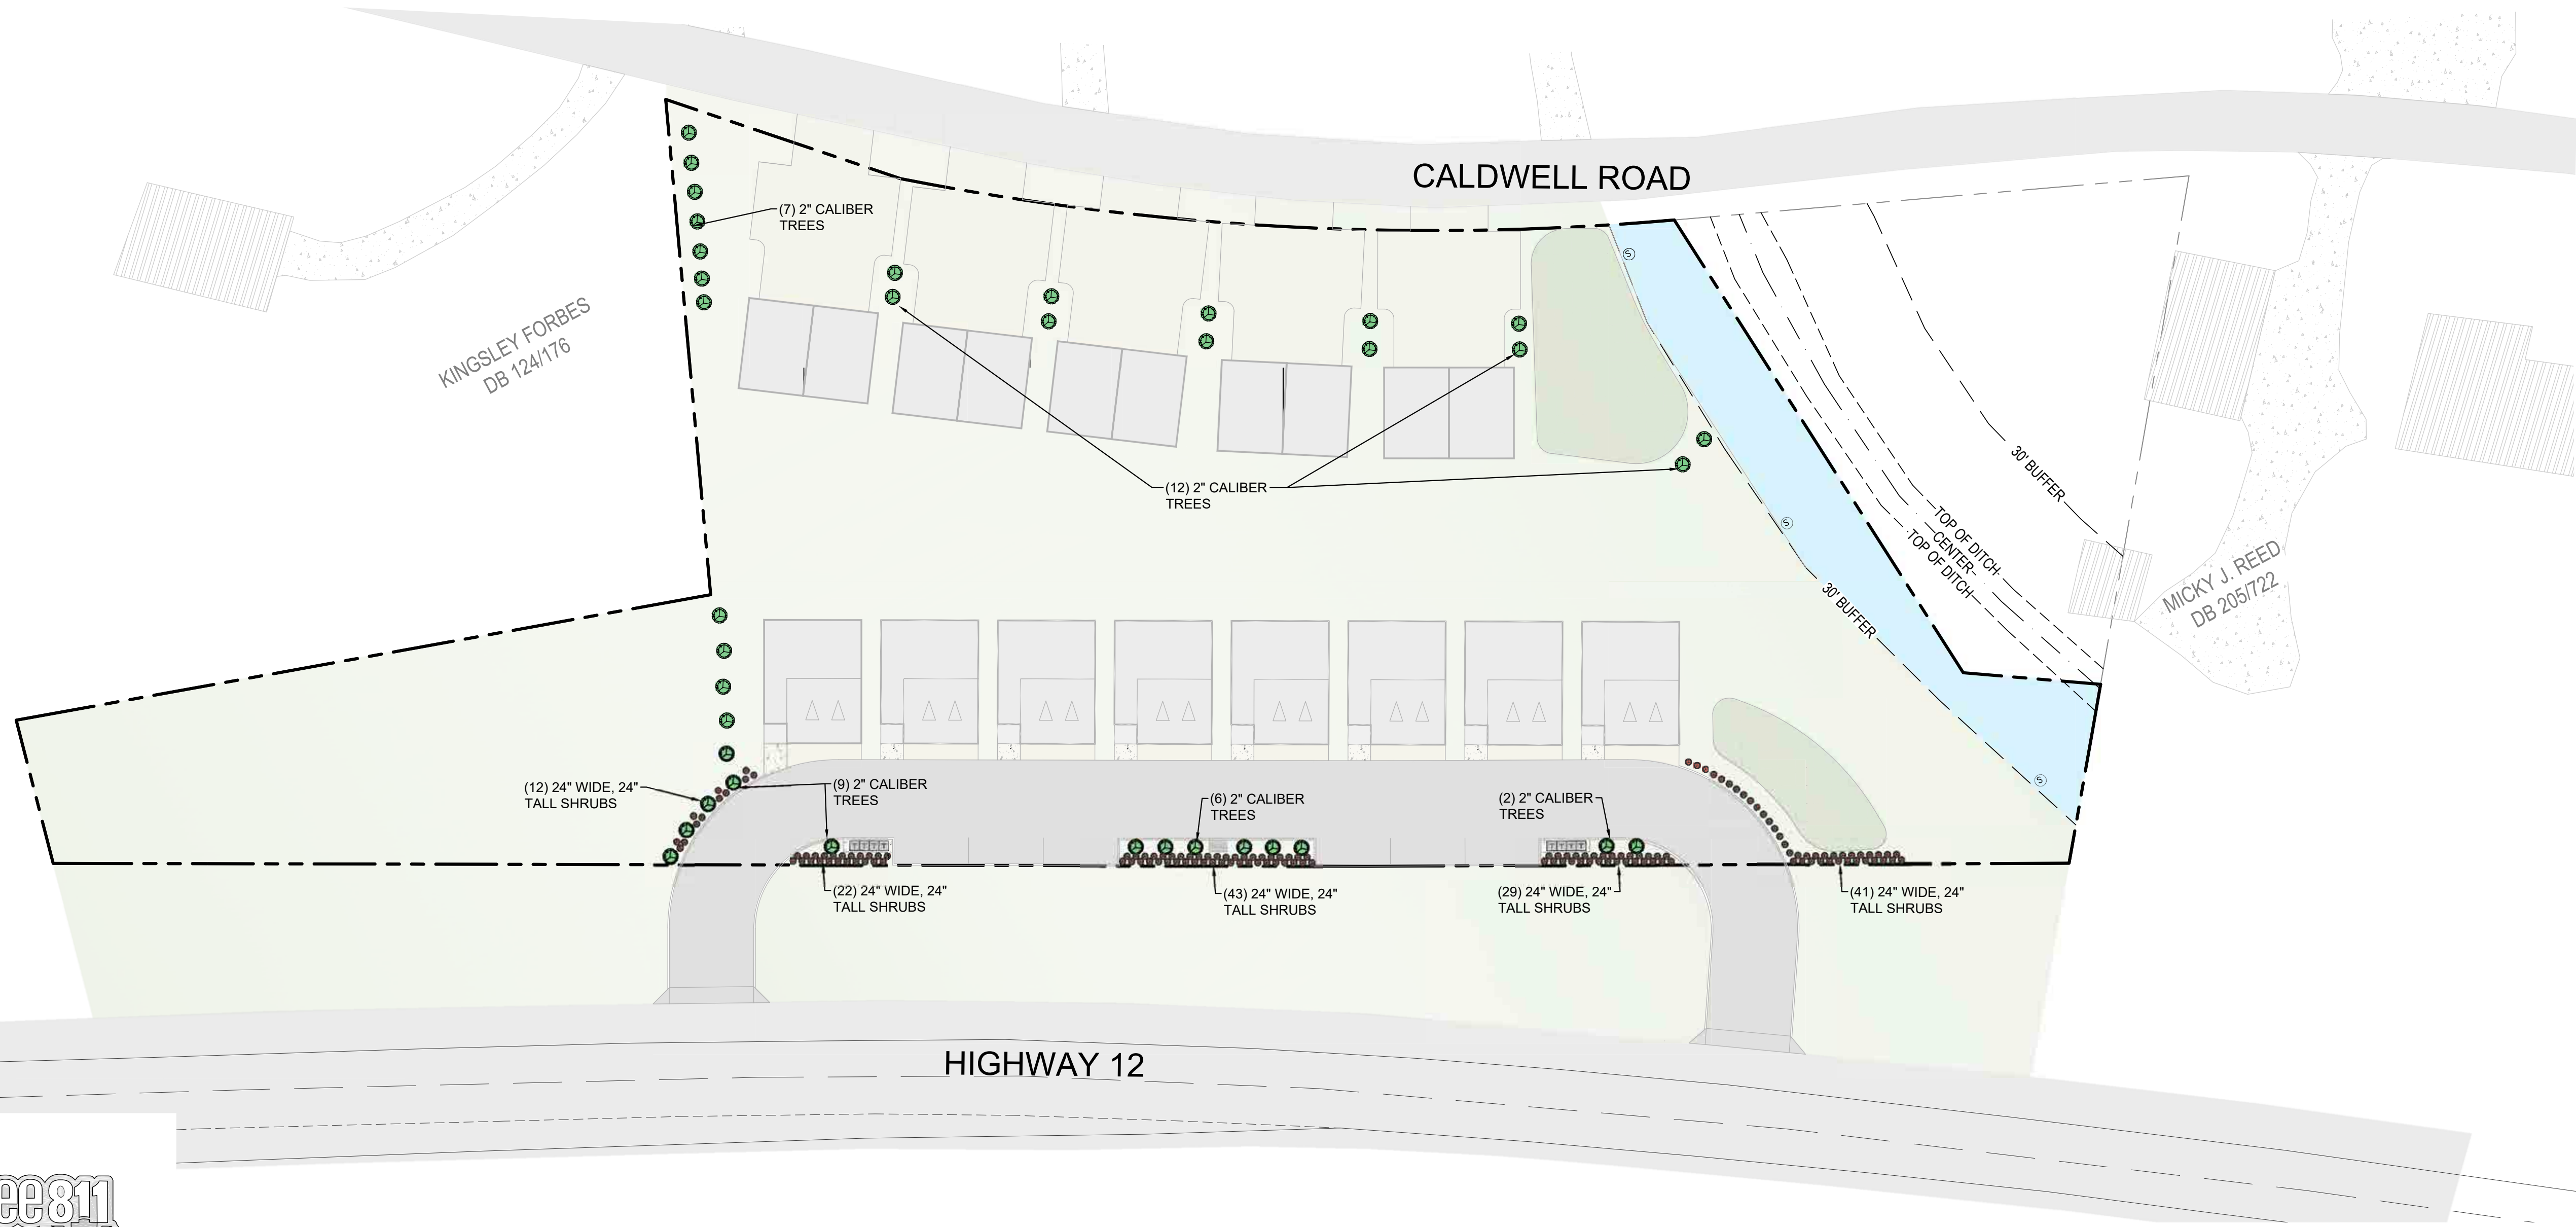 CALDWELL ROAD
(7) 2" CALIBER
TREES
KINGSLEY FORBES
DB 124/176
(12) 2" CALIBER
TREES
30' BUFFER
TOP OF DITCH
CENTER
TOP OF DITCH
30' BUFFER
MICKY J. REED
DB 205/722
S
S
S
(12) 24" WIDE, 24"
TALL SHRUBS
(9) 2" CALIBER
TREES
(6) 2" CALIBER
TREES
(2) 2" CALIBER
TREES
T T T T
T T T T
(22) 24" WIDE, 24"
TALL SHRUBS
(43) 24" WIDE, 24"
TALL SHRUBS
(29) 24" WIDE, 24"
TALL SHRUBS
(41) 24" WIDE, 24"
TALL SHRUBS
HIGHWAY 12
ee811